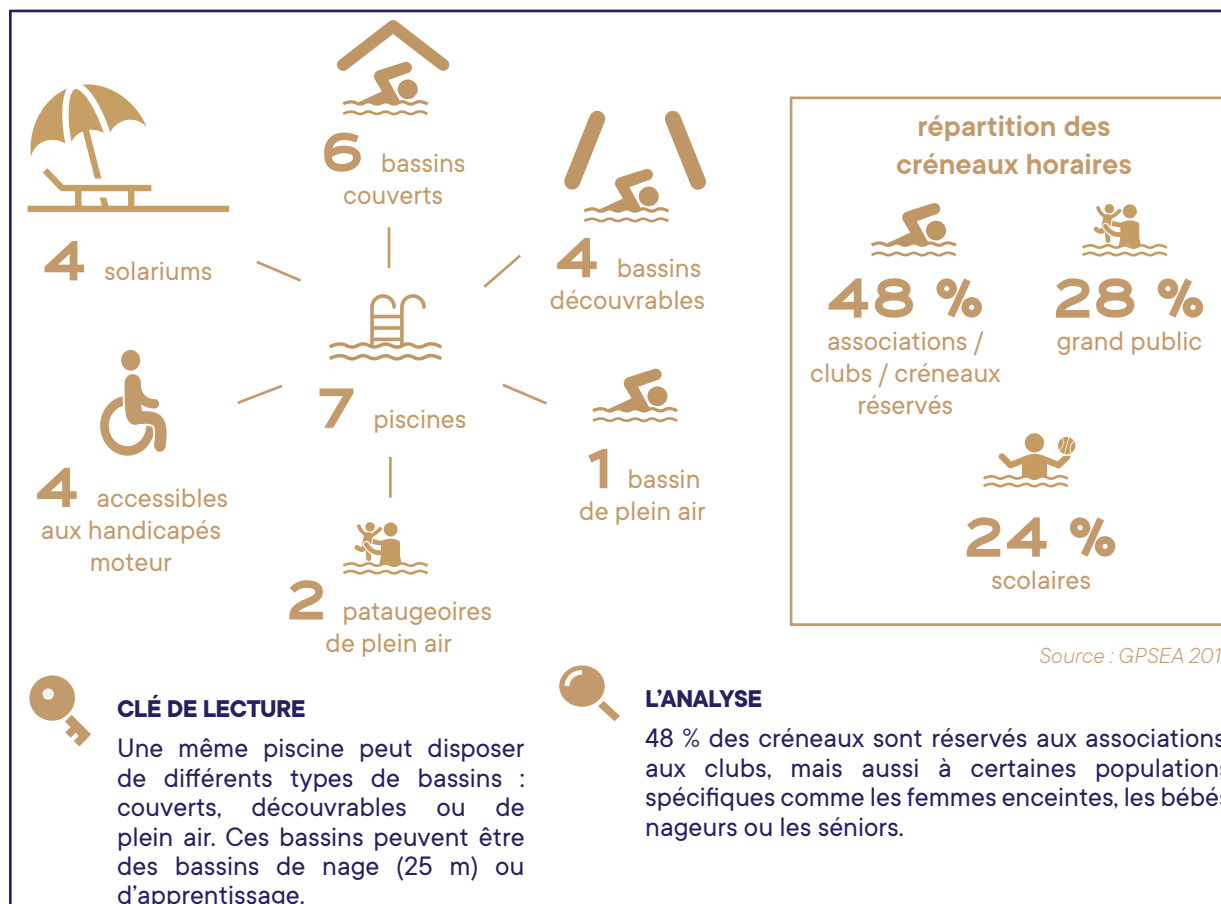 6 bassins
couverts
4 solariums
4 bassins
découvrables
7 piscines
4 accessibles
aux handicapés
moteur
1 bassin
de plein air
2 pataugeoires
de plein air
répartition des
créneaux horaires
48 %
associations /
clubs / créneaux
réservés
28 %
grand public
24 %
scolaires
Source : GPSEA 201
CLÉ DE LECTURE
Une même piscine peut disposer
de différents types de bassins :
couverts, découvrables ou de
plein air. Ces bassins peuvent être
des bassins de nage (25 m) ou
d'apprentissage.
L'ANALYSE
48 % des créneaux sont réservés aux associations
aux clubs, mais aussi à certaines populations
spécifiques comme les femmes enceintes, les bébés
nageurs ou les séniors.